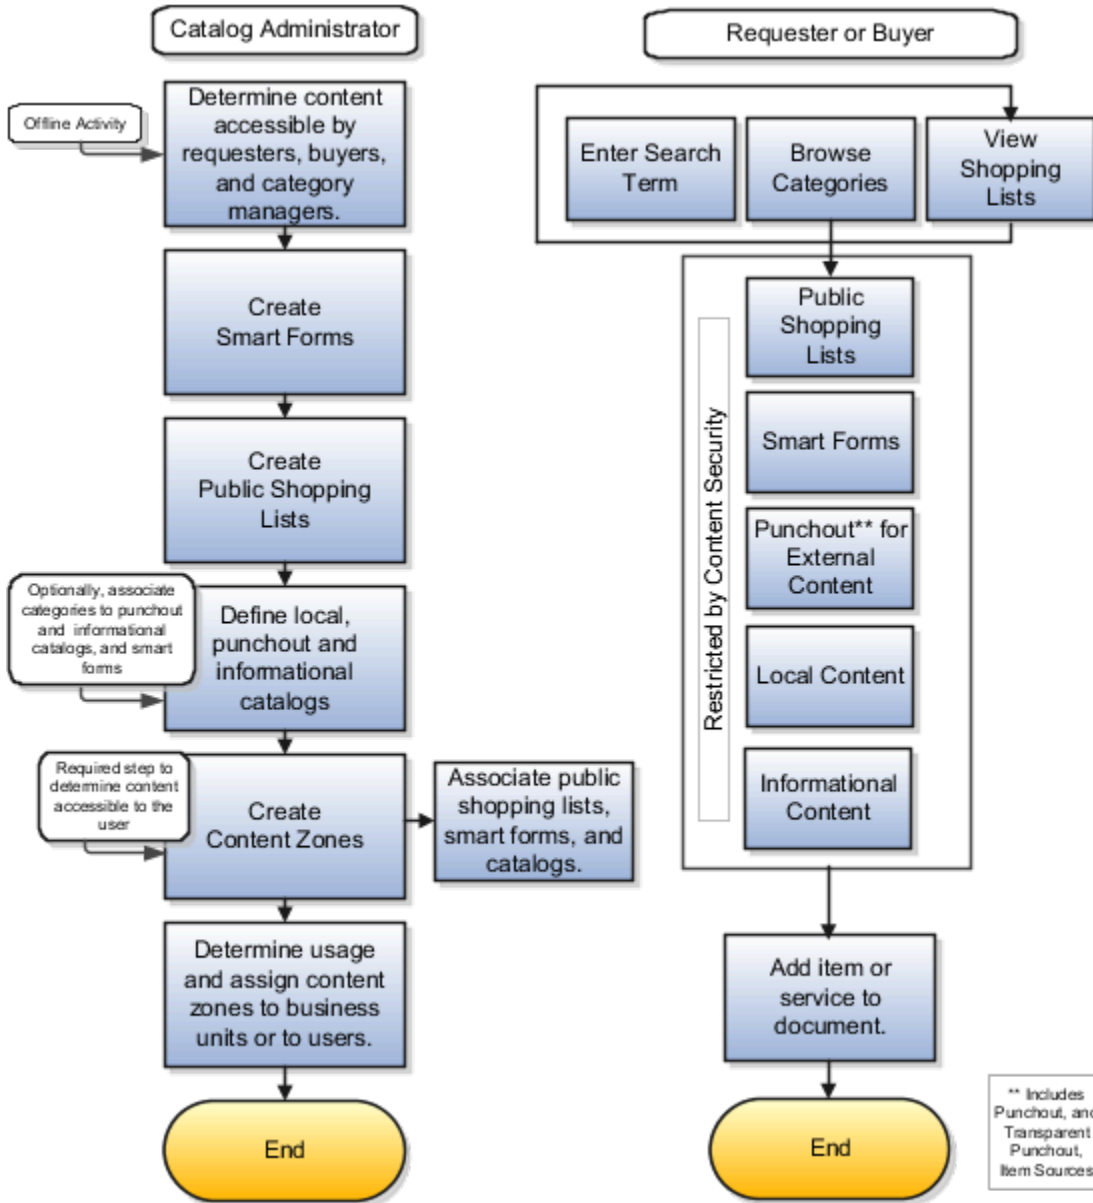 Catalog Administrator
Offline Activity
Determine content
accessible by
requesters, buyers,
and category
managers.
Create
Smart Forms
Create
Public Shopping
Lists
Optionally, associate
categories to punchout
and informational
catalogs, and smart
forms
Define local,
punchout and
informational
catalogs
Required step to
determine content
accessible to the
user
Create
Content Zones
Associate public
shopping lists,
smart forms, and
catalogs.
Determine usage
and assign content
zones to business
units or to users.
End
Requester or Buyer
Enter Search
Term
Browse
Categories
View
Shopping
Lists
Restricted by Content Security
Public
Shopping
Lists
Smart Forms
Punchout** for
External
Content
Local Content
Informational
Content
Add item or
service to
document.
End
** Includes
Punchout, and
Transparent
Punchout,
Item Sources